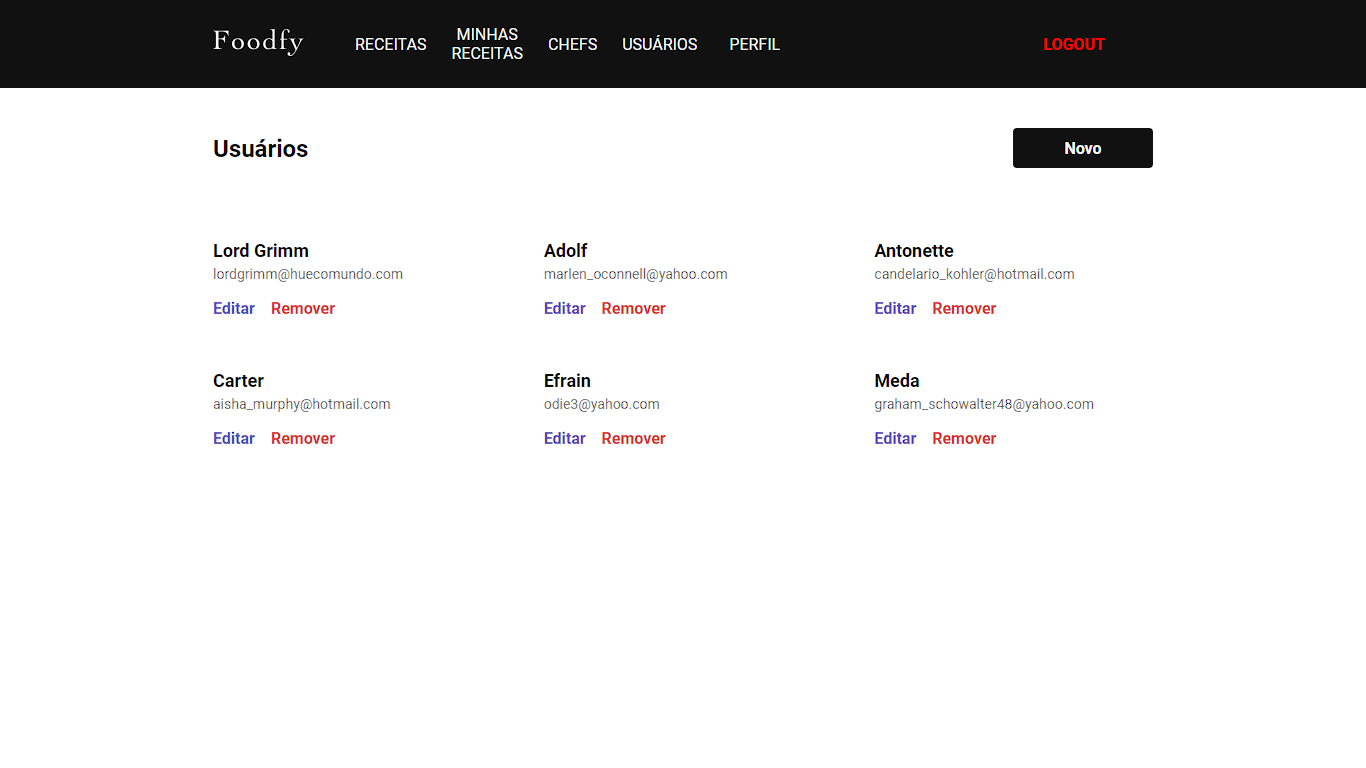 Foodfy
RECEITAS
MINHAS
RECEITAS
CHEFS
USUÁRIOS
PERFIL
LOGOUT
Usuários
Novo
Lord Grimm
lordgrimm@huecomundo.com
Editar Remover
Adolf
marlen_oconnell@yahoo.com
Editar Remover
Antonette
candelario_kohler@hotmail.com
Editar Remover
Carter
aisha_murphy@hotmail.com
Editar Remover
Efrain
odie3@yahoo.com
Editar Remover
Meda
graham_schowalter48@yahoo.com
Editar Remover